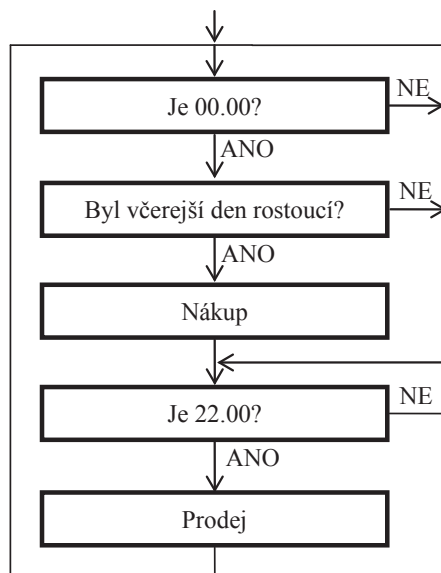 Je 00.00?
NE
ANO
Byl včerejší den rostoucí?
NE
ANO
Nákup
Je 22.00?
NE
ANO
Prodej